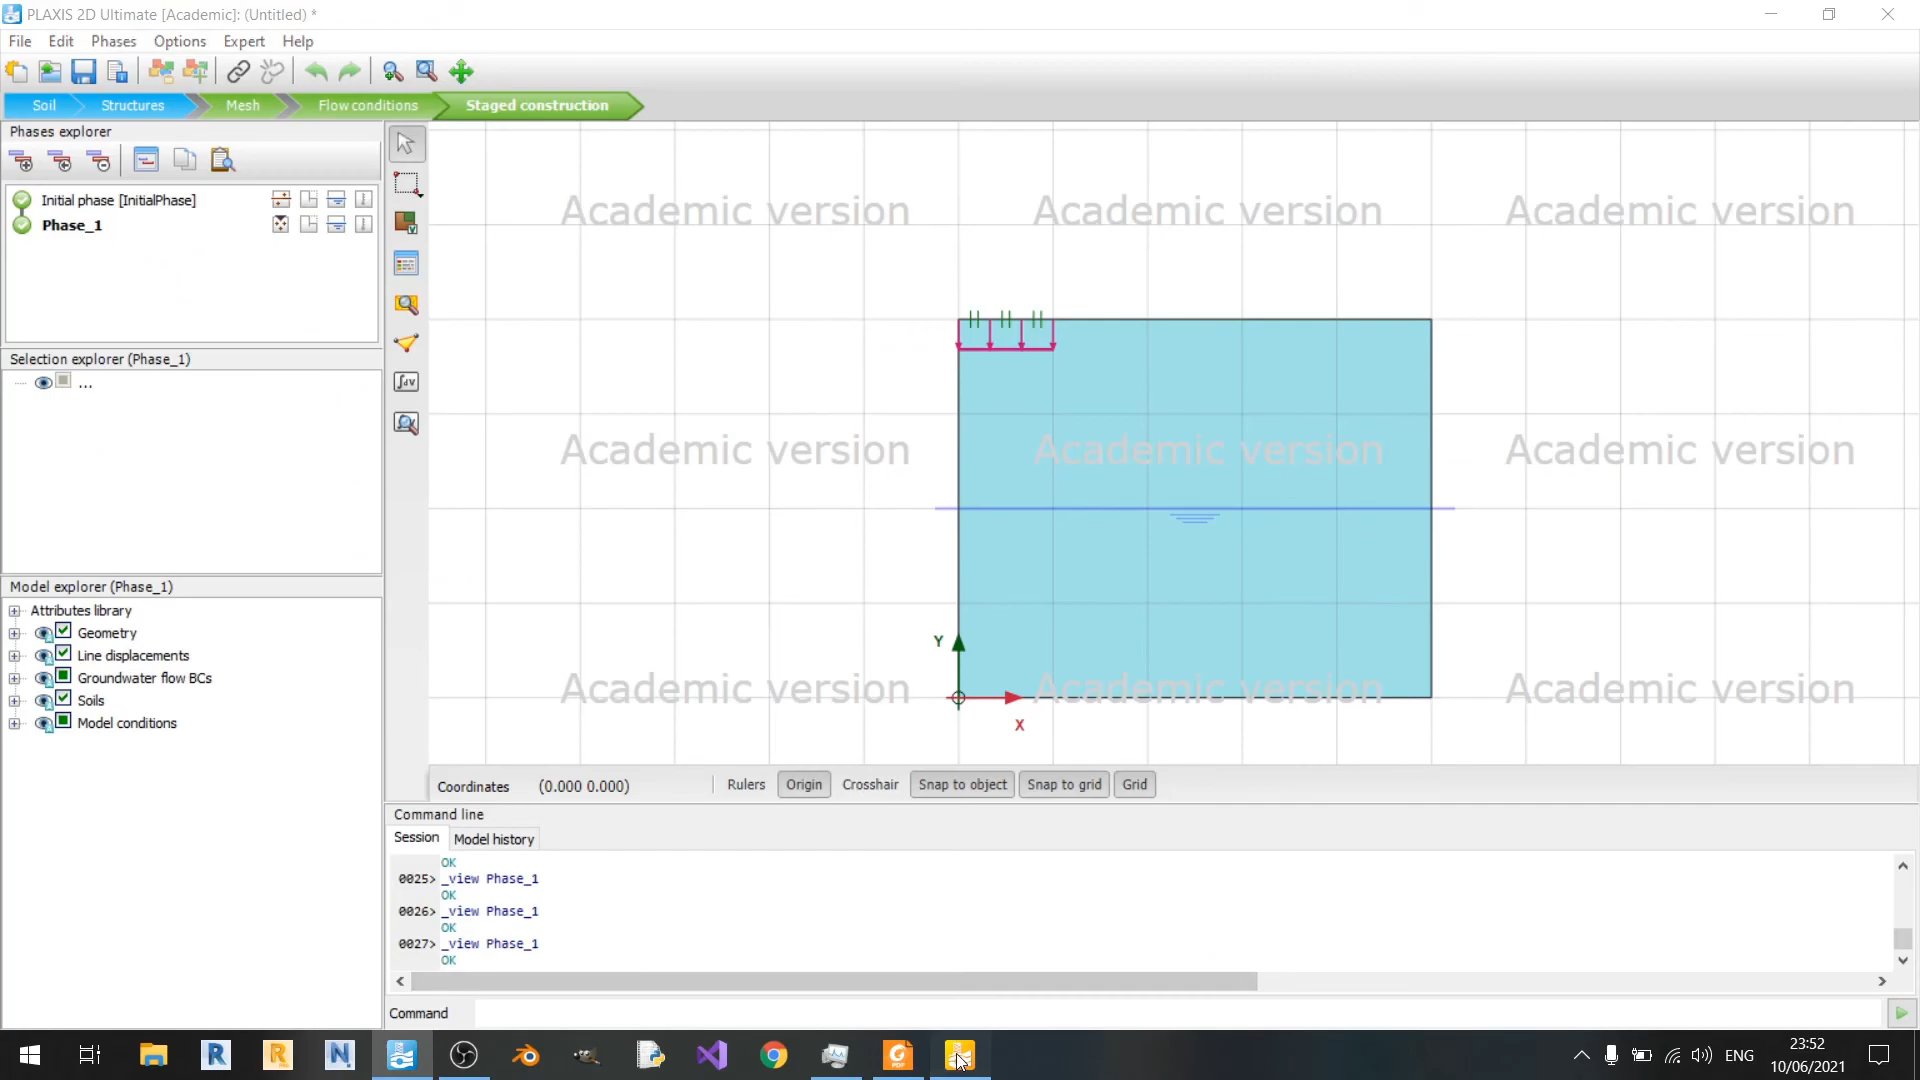 PLAXIS 2D Ultimate [Academic]: (Untitled) *
File Edit Phases Options Expert Help
Soil Structures Mesh Flow conditions Staged construction
Phases explorer
Initial phase [InitialPhase]
Phase_1
Selection explorer (Phase_1)
...
Model explorer (Phase_1)
Attributes library
Geometry
Line displacements
Groundwater flow BCs
Soils
Model conditions
Academic version Academic version Academic version
Academic version Academic version Academic version
Y
Academic version Academic version Academic version
X
Coordinates (0.000 0.000) Rulers Origin Crosshair Snap to object Snap to grid Grid
Command line
Session Model history
OK
0025> _view Phase_1
OK
0026> _view Phase_1
OK
0027> _view Phase_1
OK
Command
ENG
23:52
10/06/2021